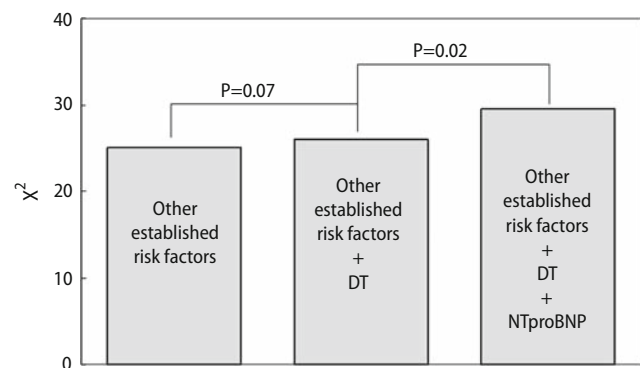 40
P=0.02
P=0.07
30
χ²
20
10
0
Other
established
risk factors
Other
established
risk factors
+
DT
Other
established
risk factors
+
DT
+
NTproBNP